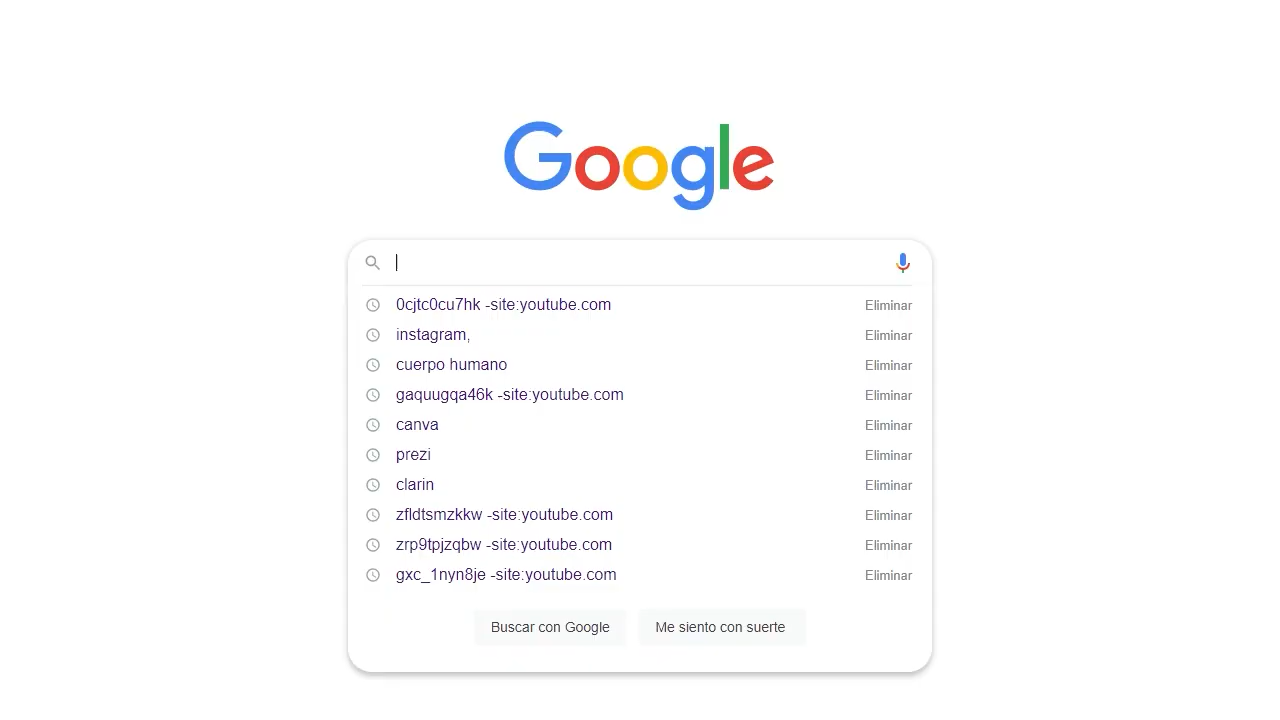 Google
0cjtc0cu7hk -site:youtube.com Eliminar
instagram, Eliminar
cuerpo humano Eliminar
gaquugqa46k -site:youtube.com Eliminar
canva Eliminar
prezi Eliminar
clarin Eliminar
zfldtsmzkkw -site:youtube.com Eliminar
zrp9tpjzqbw -site:youtube.com Eliminar
gxc_1nyn8je -site:youtube.com Eliminar
Buscar con Google Me siento con suerte